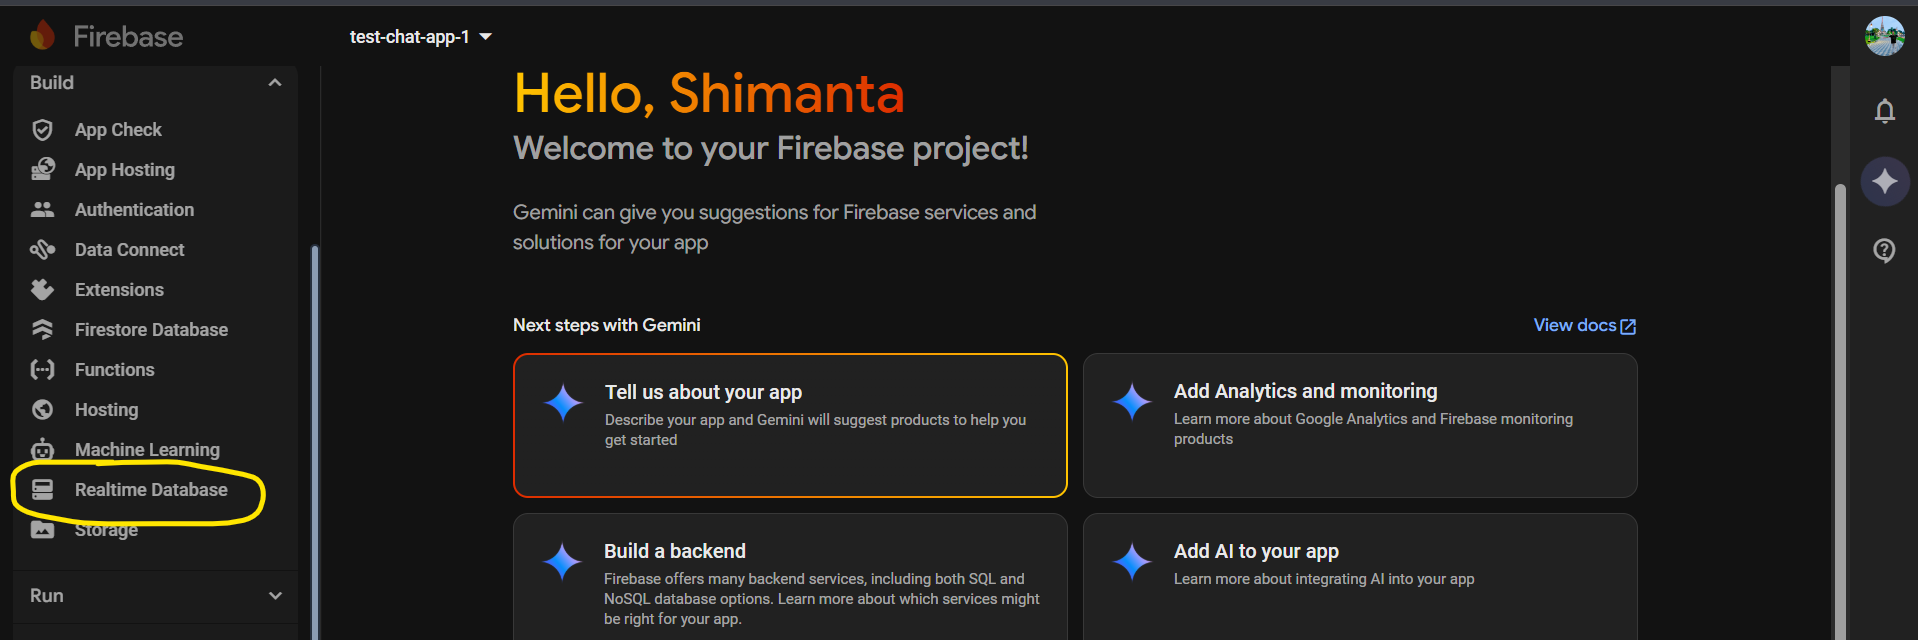 Firebase
test-chat-app-1
Build
App Check
App Hosting
Authentication
Data Connect
Extensions
Firestore Database
Functions
Hosting
Machine Learning
Realtime Database
Storage
Run
Hello, Shimanta
Welcome to your Firebase project!
Gemini can give you suggestions for Firebase services and
solutions for your app
Next steps with Gemini
View docs
Tell us about your app
Describe your app and Gemini will suggest products to help you
get started
Add Analytics and monitoring
Learn more about Google Analytics and Firebase monitoring
products
Build a backend
Firebase offers many backend services, including both SQL and
NoSQL database options. Learn more about which services might
be right for your app.
Add AI to your app
Learn more about integrating AI into your app